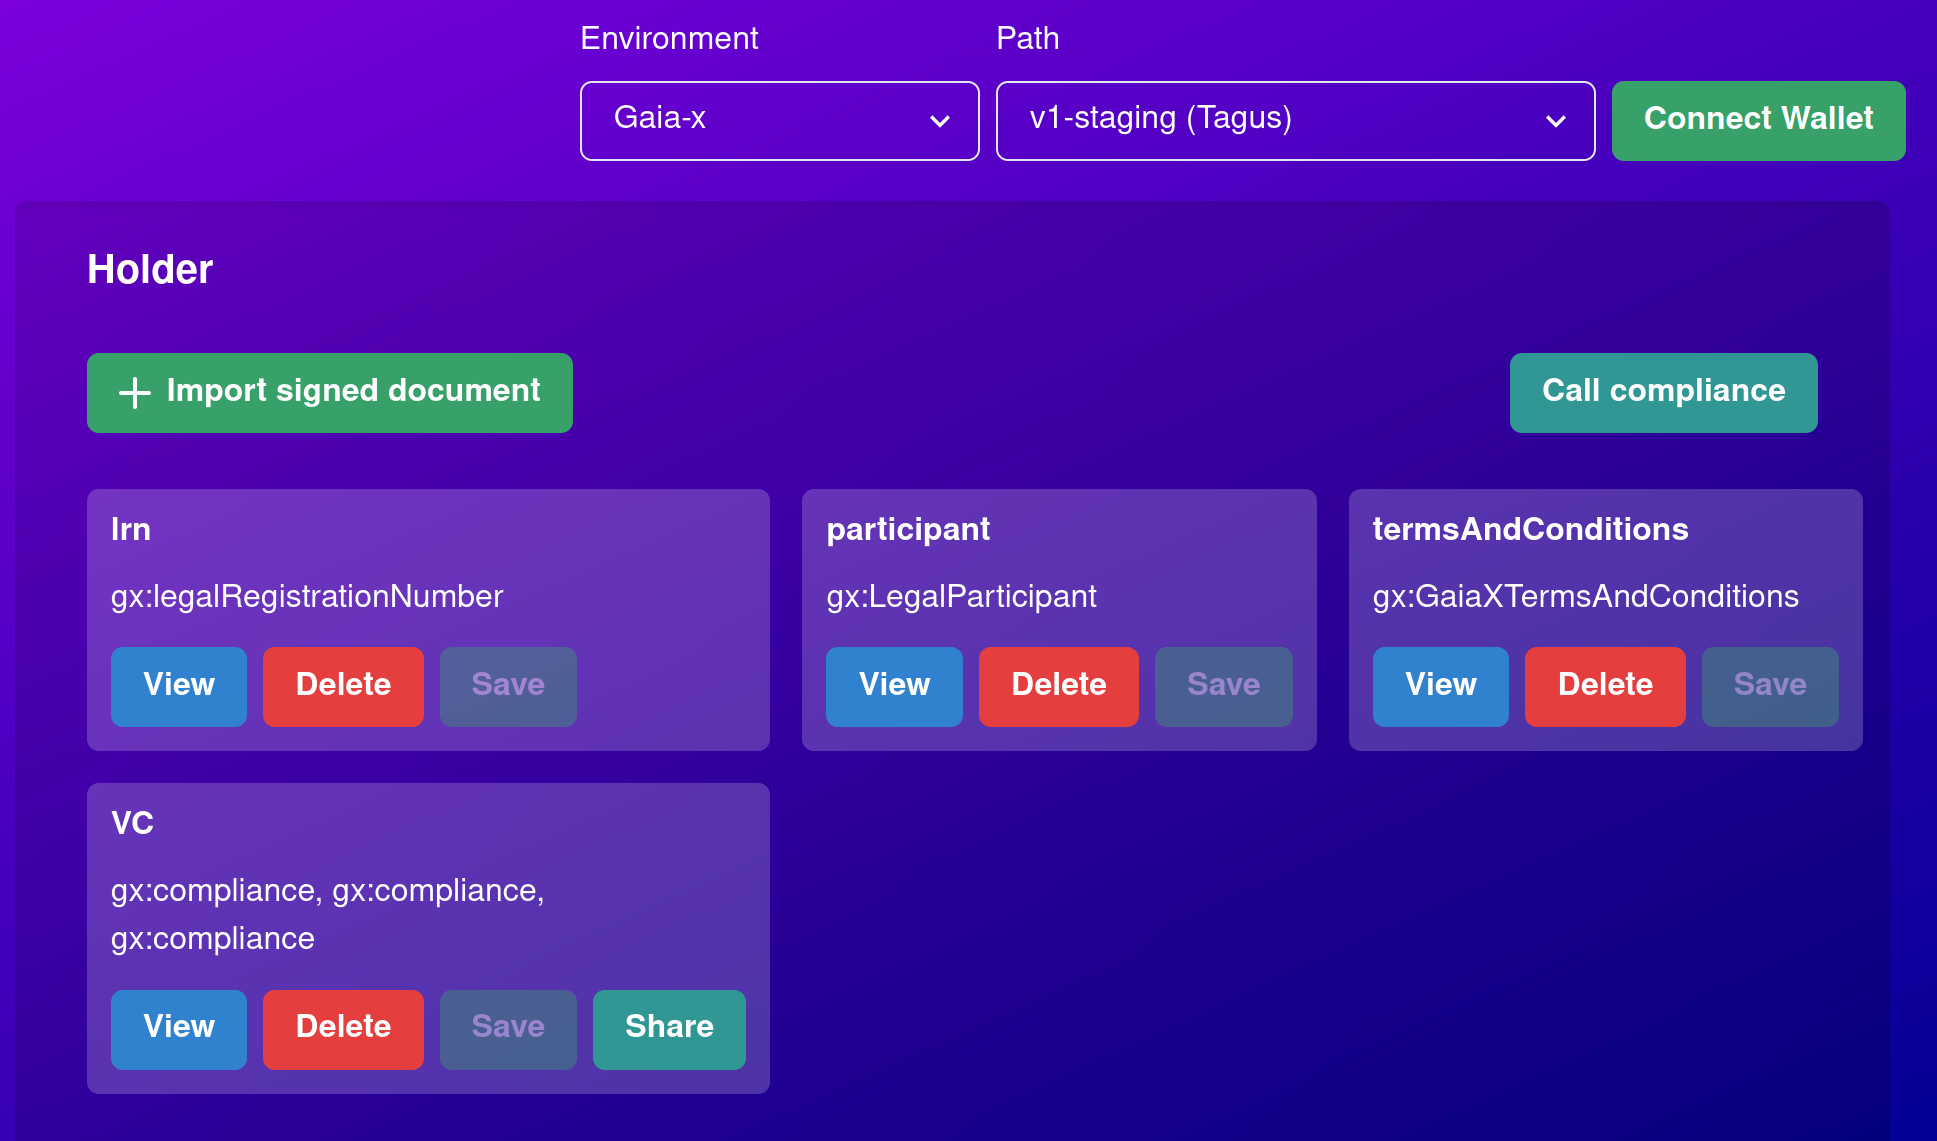 Environment
Path
Gaia-x
v1-staging (Tagus)
Connect Wallet
Holder
Import signed document
Call compliance
lrn
gx:legalRegistrationNumber
View
Delete
Save
participant
gx:LegalParticipant
View
Delete
Save
termsAndConditions
gx:GaiaXTermsAndConditions
View
Delete
Save
VC
gx:compliance, gx:compliance,
gx:compliance
View
Delete
Save
Share